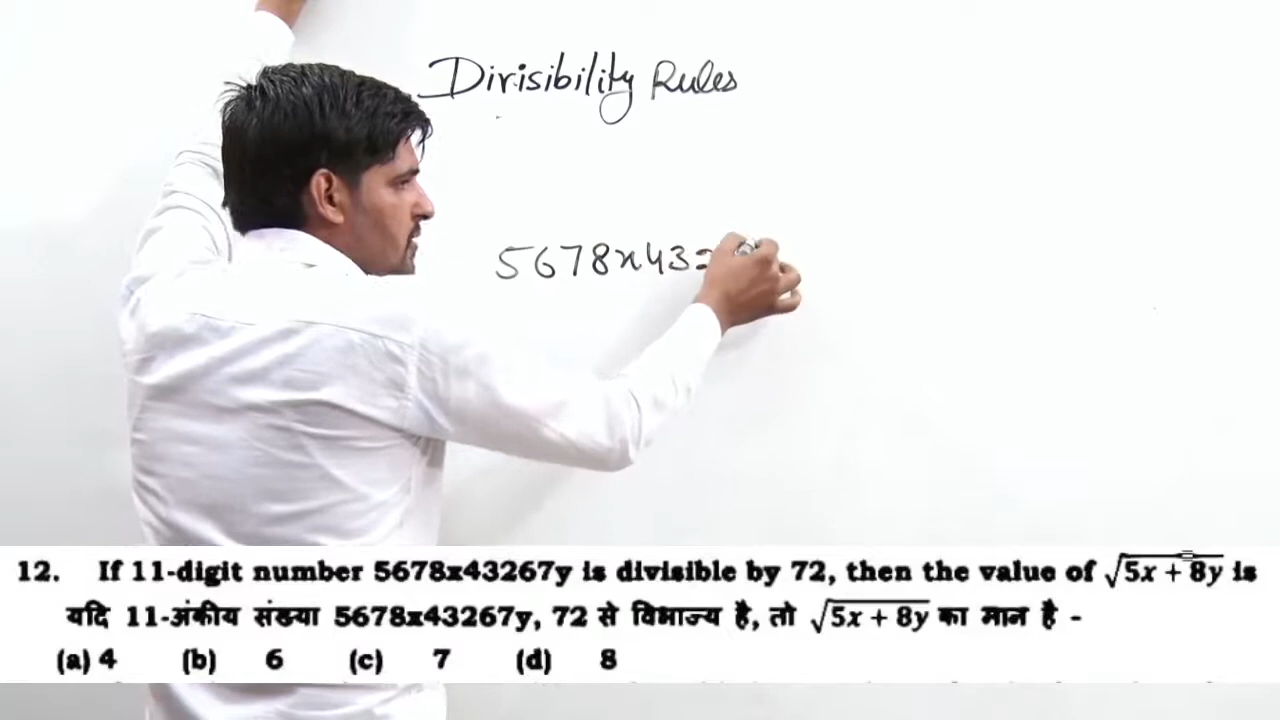 Divisibility Rules
5678x43
12. If 11-digit number 5678x43267y is divisible by 72, then the value of √5x + 8y is
यदि 11-अंकीय संख्या 5678x43267y, 72 से विभाज्य है, तो √5x + 8y का मान है -
(a) 4 (b) 6 (c) 7 (d) 8